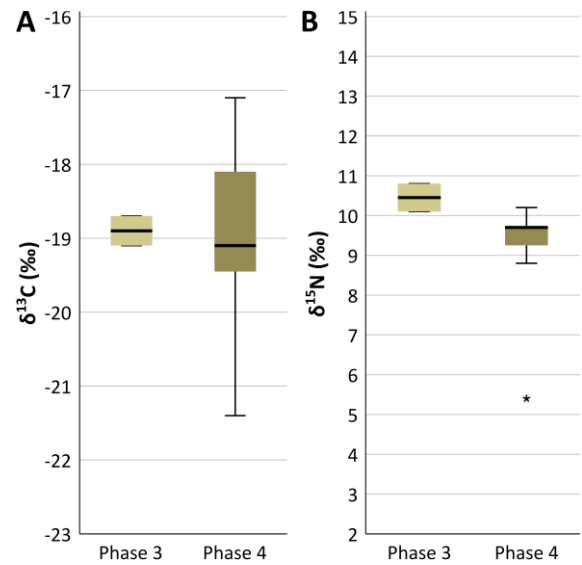 A
-16
-17
-18
-19
-20
-21
-22
-23
δ¹³C (‰)
Phase 3
Phase 4
B
15
14
13
12
11
10
9
8
7
6
5
4
3
2
δ¹⁵N (‰)
*
Phase 3
Phase 4